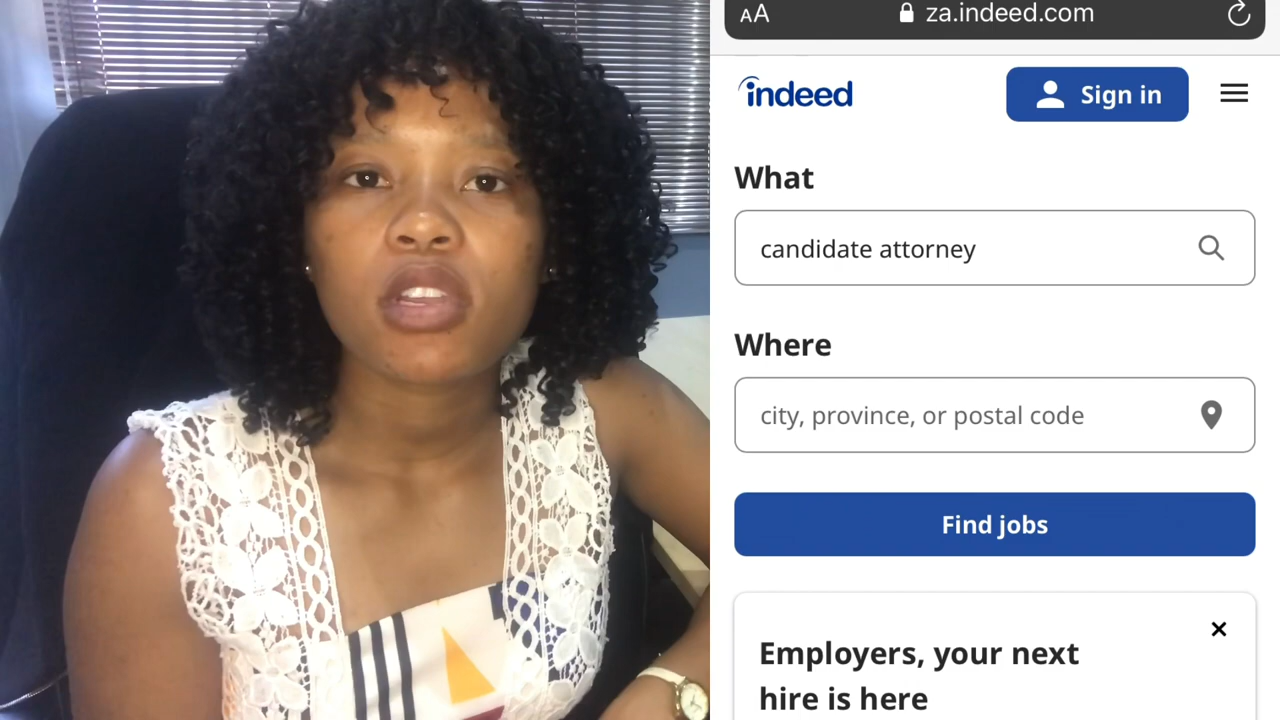 AA
za.indeed.com
indeed
Sign in
What
candidate attorney
Where
city, province, or postal code
Find jobs
Employers, your next
hire is here